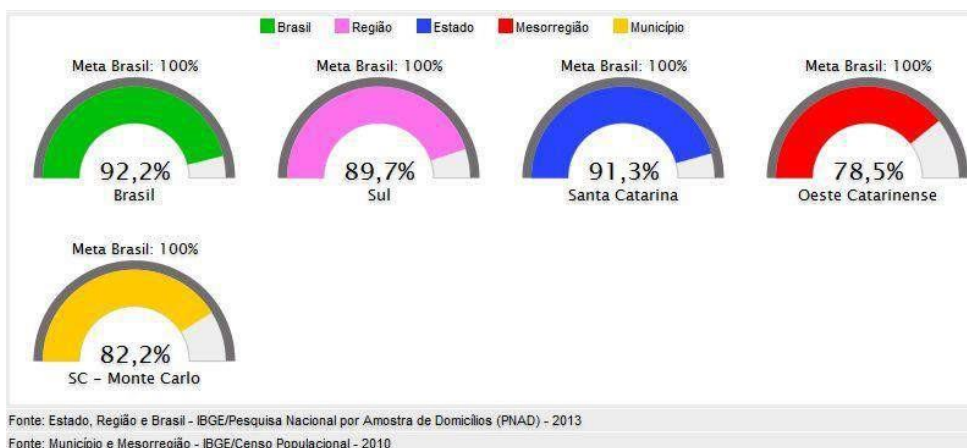 Brasil Região Estado Mesorregião Município
Meta Brasil: 100% Meta Brasil: 100% Meta Brasil: 100% Meta Brasil: 100%
92,2% 89,7% 91,3% 78,5%
Brasil Sul Santa Catarina Oeste Catarinense
Meta Brasil: 100%
82,2%
SC - Monte Carlo
Fonte: Estado, Região e Brasil - IBGE/Pesquisa Nacional por Amostra de Domicílios (PNAD) - 2013
Fonte: Município e Mesorregião - IBGE/Censo Populacional - 2010